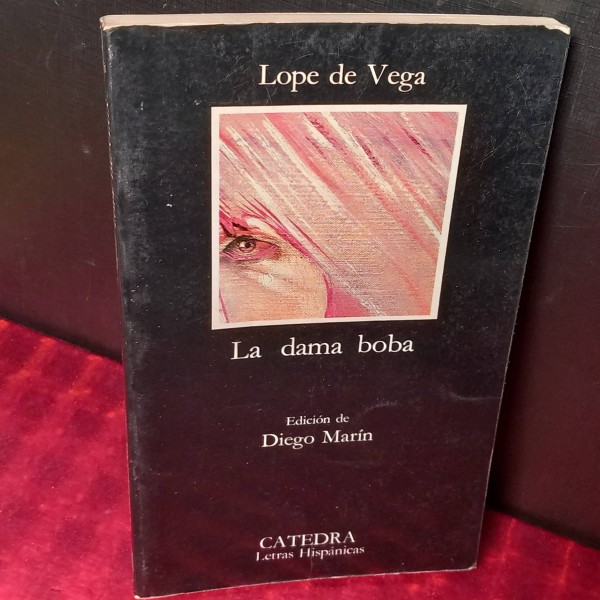 Lope de Vega
La dama boba
Edición de
Diego Marín
CATEDRA
Letras Hispánicas